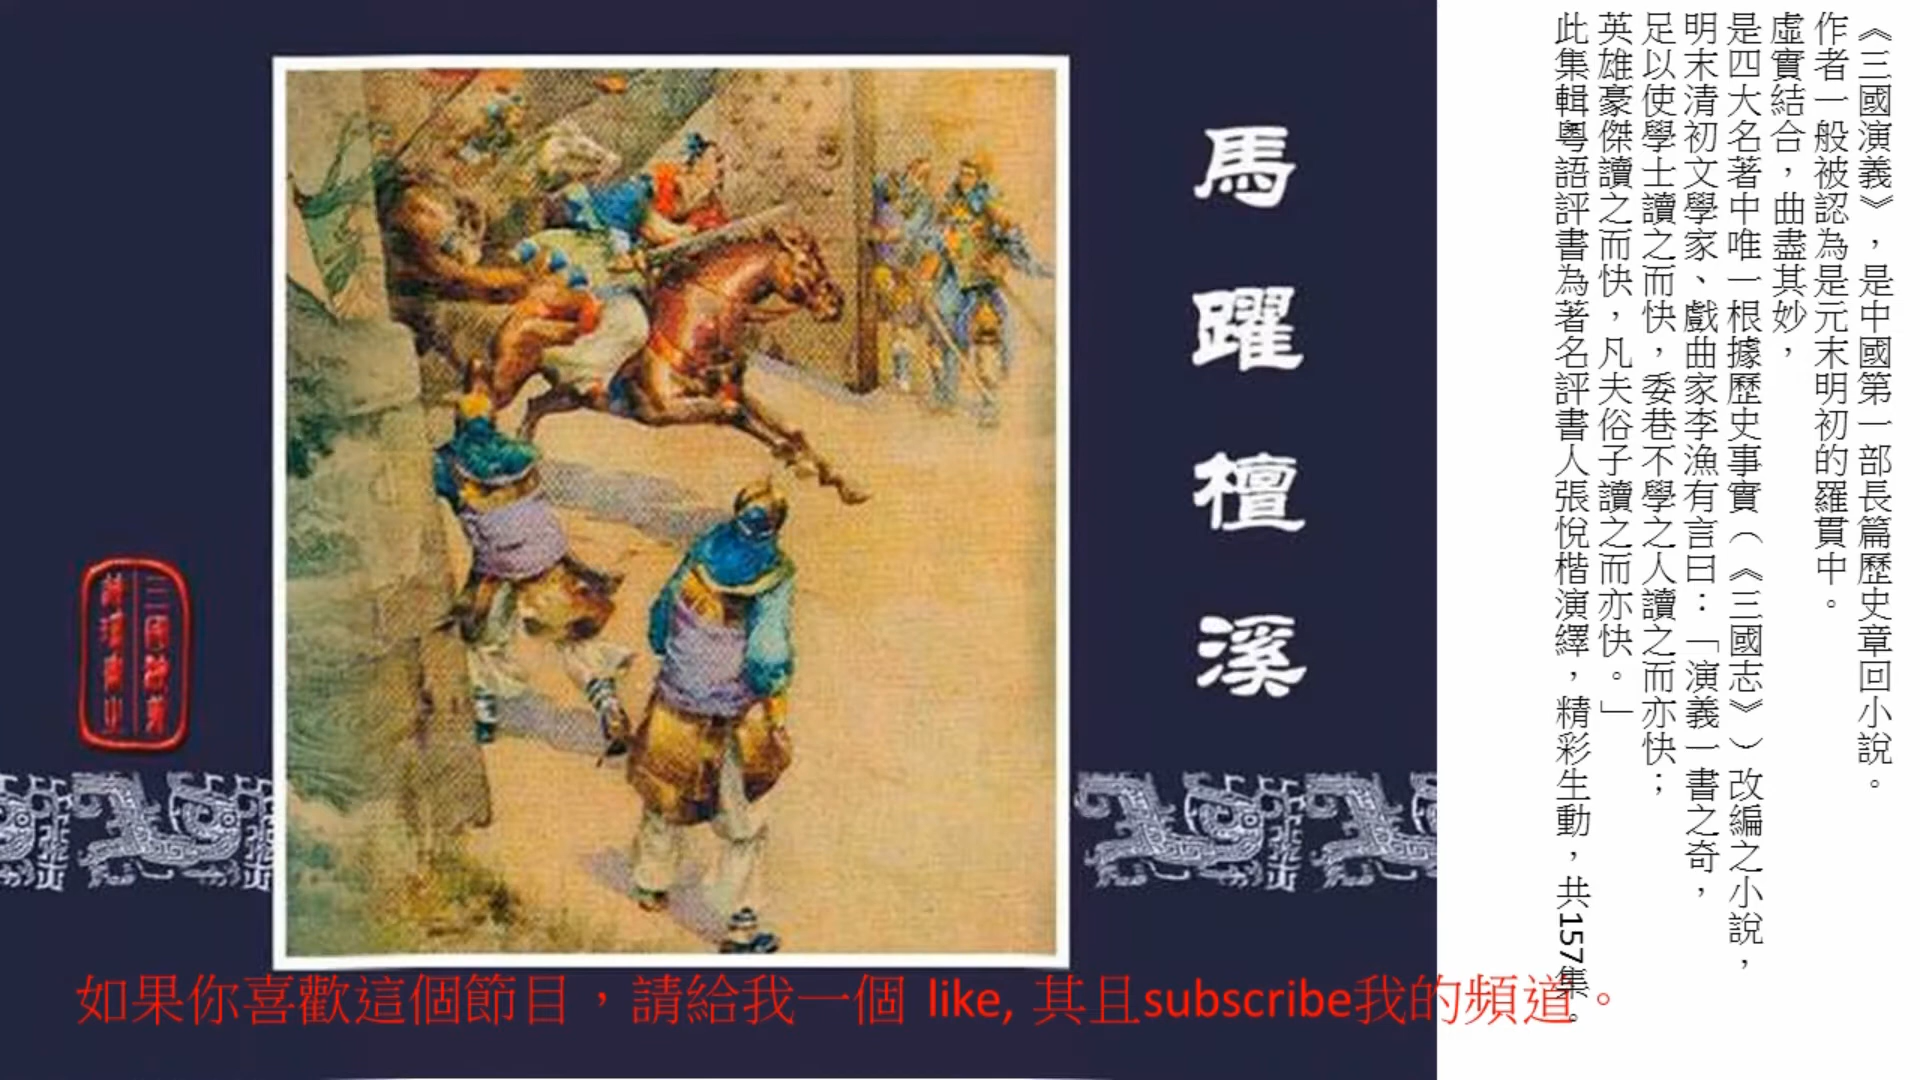 《三國演義》，是中國第一部長篇歷史章回小說。
作者一般被認為是元末明初的羅貫中。
虛實結合，曲盡其妙，
是四大名著中唯一根據歷史事實（《三國志》）改編之小說，
明末清初文學家、戲曲家李漁有言曰：「演義一書之奇，
足以使學士讀之而快，委巷不學之人讀之而亦快；
英雄豪傑讀之而快，凡夫俗子讀之而亦快。」
此集輯粵語評書為著名評書人張悅楷演繹，精彩生動，共157集。
馬躍檀溪
如果你喜歡這個節目，請給我一個 like, 其且subscribe我的頻道。